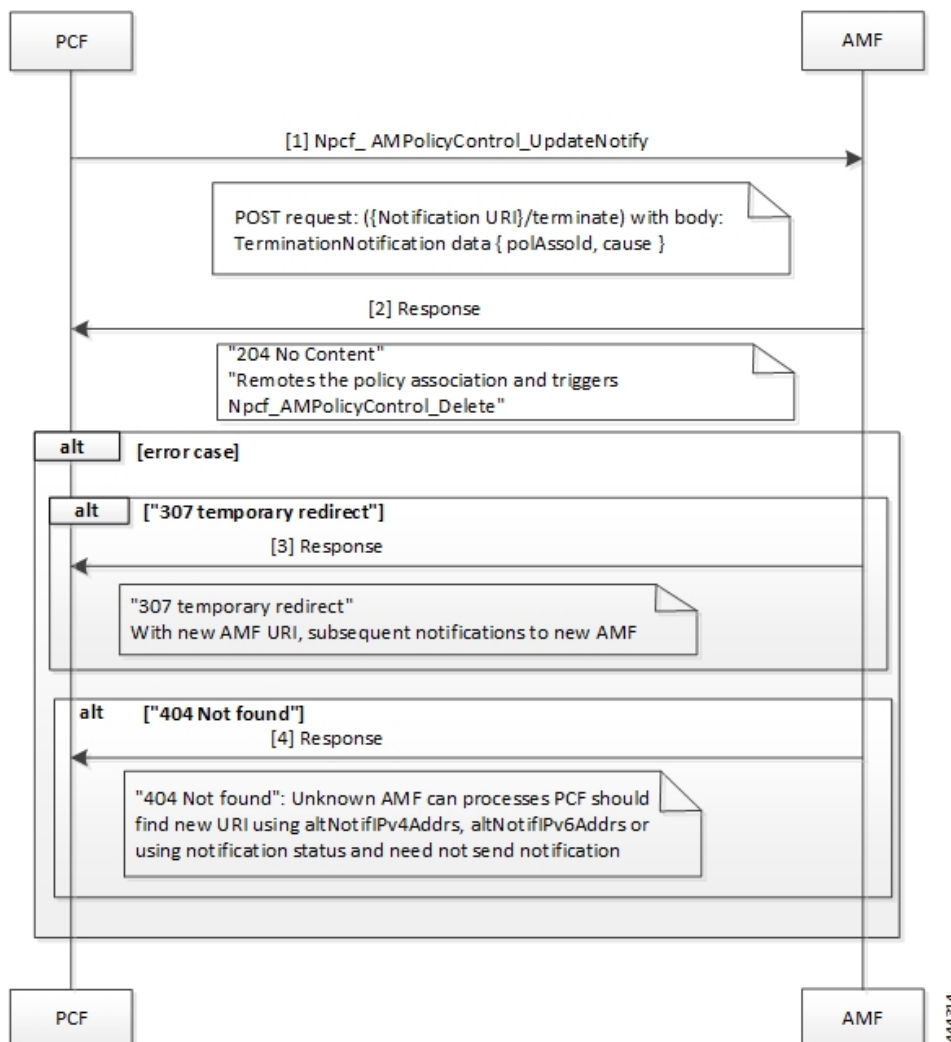 PCF
AMF
[1] Npcf_ AMPolicyControl_UpdateNotify
POST request: ({Notification URI}/terminate) with body:
TerminationNotification data { polAssoId, cause }
[2] Response
"204 No Content"
"Remotes the policy association and triggers
Npcf_AMPolicyControl_Delete"
alt
[error case]
alt
["307 temporary redirect"]
[3] Response
"307 temporary redirect"
With new AMF URI, subsequent notifications to new AMF
alt
["404 Not found"]
[4] Response
"404 Not found": Unknown AMF can processes PCF should
find new URI using altNotifIPv4Addrs, altNotifIPv6Addrs or
using notification status and need not send notification
PCF
AMF